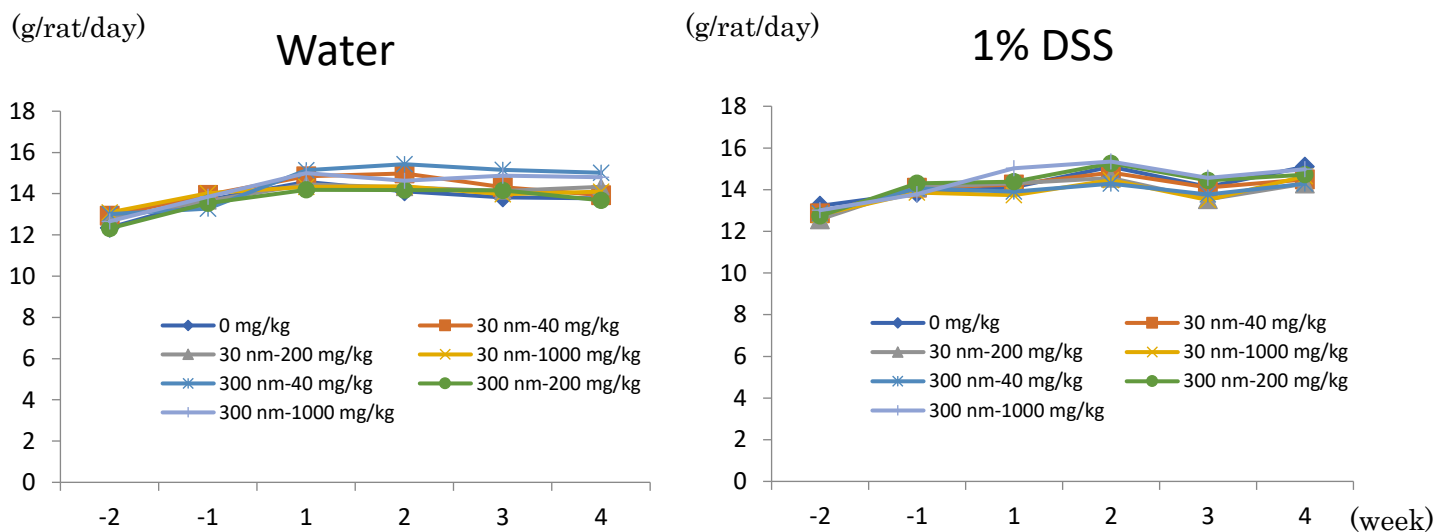 (g/rat/day)
Water
18
16
14
12
10
8
6
4
2
0
-2 -1 1 2 3 4
0 mg/kg 30 nm-40 mg/kg
30 nm-200 mg/kg 30 nm-1000 mg/kg
300 nm-40 mg/kg 300 nm-200 mg/kg
300 nm-1000 mg/kg
(g/rat/day)
1% DSS
18
16
14
12
10
8
6
4
2
0
-2 -1 1 2 3 4 (week)
0 mg/kg 30 nm-40 mg/kg
30 nm-200 mg/kg 30 nm-1000 mg/kg
300 nm-40 mg/kg 300 nm-200 mg/kg
300 nm-1000 mg/kg